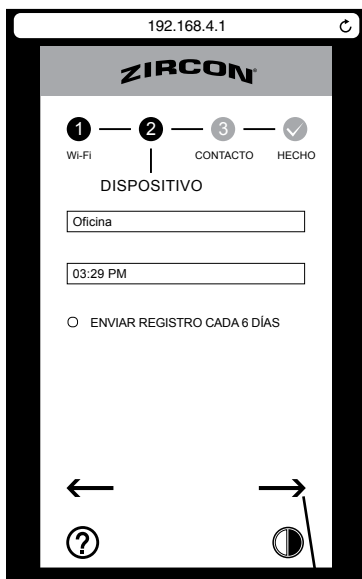 192.168.4.1
ZIRCON®
1 2 3
Wi-Fi CONTACTO HECHO
DISPOSITIVO
Oficina
03:29 PM
ENVIAR REGISTRO CADA 6 DÍAS
?